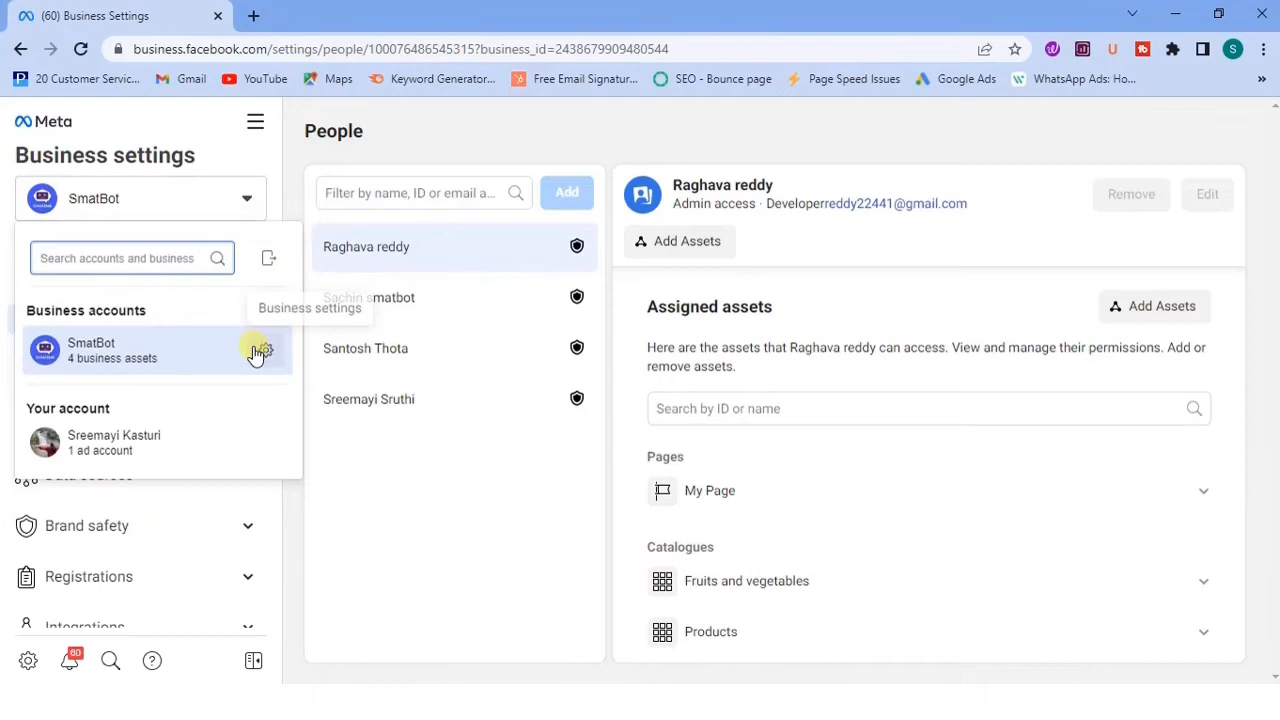 (60) Business Settings
business.facebook.com/settings/people/100076486545315?business_id=2438679909480544
S
20 Customer Servic...
Gmail
YouTube
Maps
Keyword Generator...
Free Email Signatur...
SEO - Bounce page
Page Speed Issues
Google Ads
WhatsApp Ads: Ho...
»
Meta
Business settings
SmatBot
Search accounts and business
Business accounts
Business settings
SmatBot
4 business assets
Your account
Sreemayi Kasturi
1 ad account
Data sources
Brand safety
Registrations
Integrations
60
People
Filter by name, ID or email a...
Add
Raghava reddy
Sachin smatbot
Santosh Thota
Sreemayi Sruthi
Raghava reddy
Admin access · Developerreddy22441@gmail.com
Remove
Edit
Add Assets
Assigned assets
Add Assets
Here are the assets that Raghava reddy can access. View and manage their permissions. Add or
remove assets.
Search by ID or name
Pages
My Page
Catalogues
Fruits and vegetables
Products